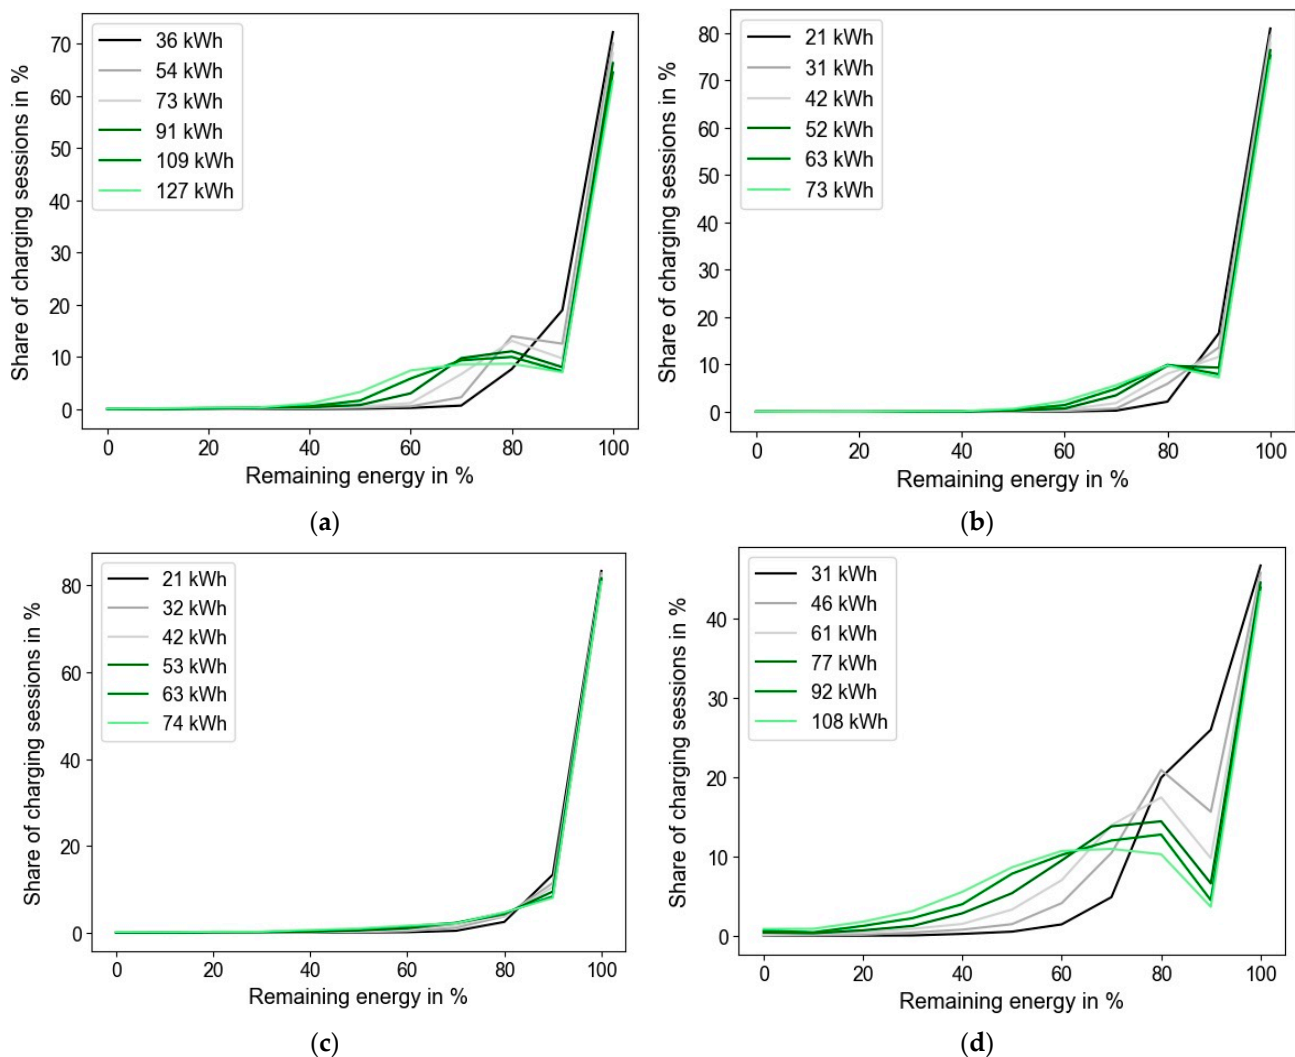 36 kWh
54 kWh
73 kWh
91 kWh
109 kWh
127 kWh
Share of charging sessions in %
70
60
50
40
30
20
10
0
0 20 40 60 80 100
Remaining energy in %
(a)
21 kWh
31 kWh
42 kWh
52 kWh
63 kWh
73 kWh
Share of charging sessions in %
80
70
60
50
40
30
20
10
0
0 20 40 60 80 100
Remaining energy in %
(b)
21 kWh
32 kWh
42 kWh
53 kWh
63 kWh
74 kWh
Share of charging sessions in %
80
60
40
20
0
0 20 40 60 80 100
Remaining energy in %
(c)
31 kWh
46 kWh
61 kWh
77 kWh
92 kWh
108 kWh
Share of charging sessions in %
40
30
20
10
0
0 20 40 60 80 100
Remaining energy in %
(d)